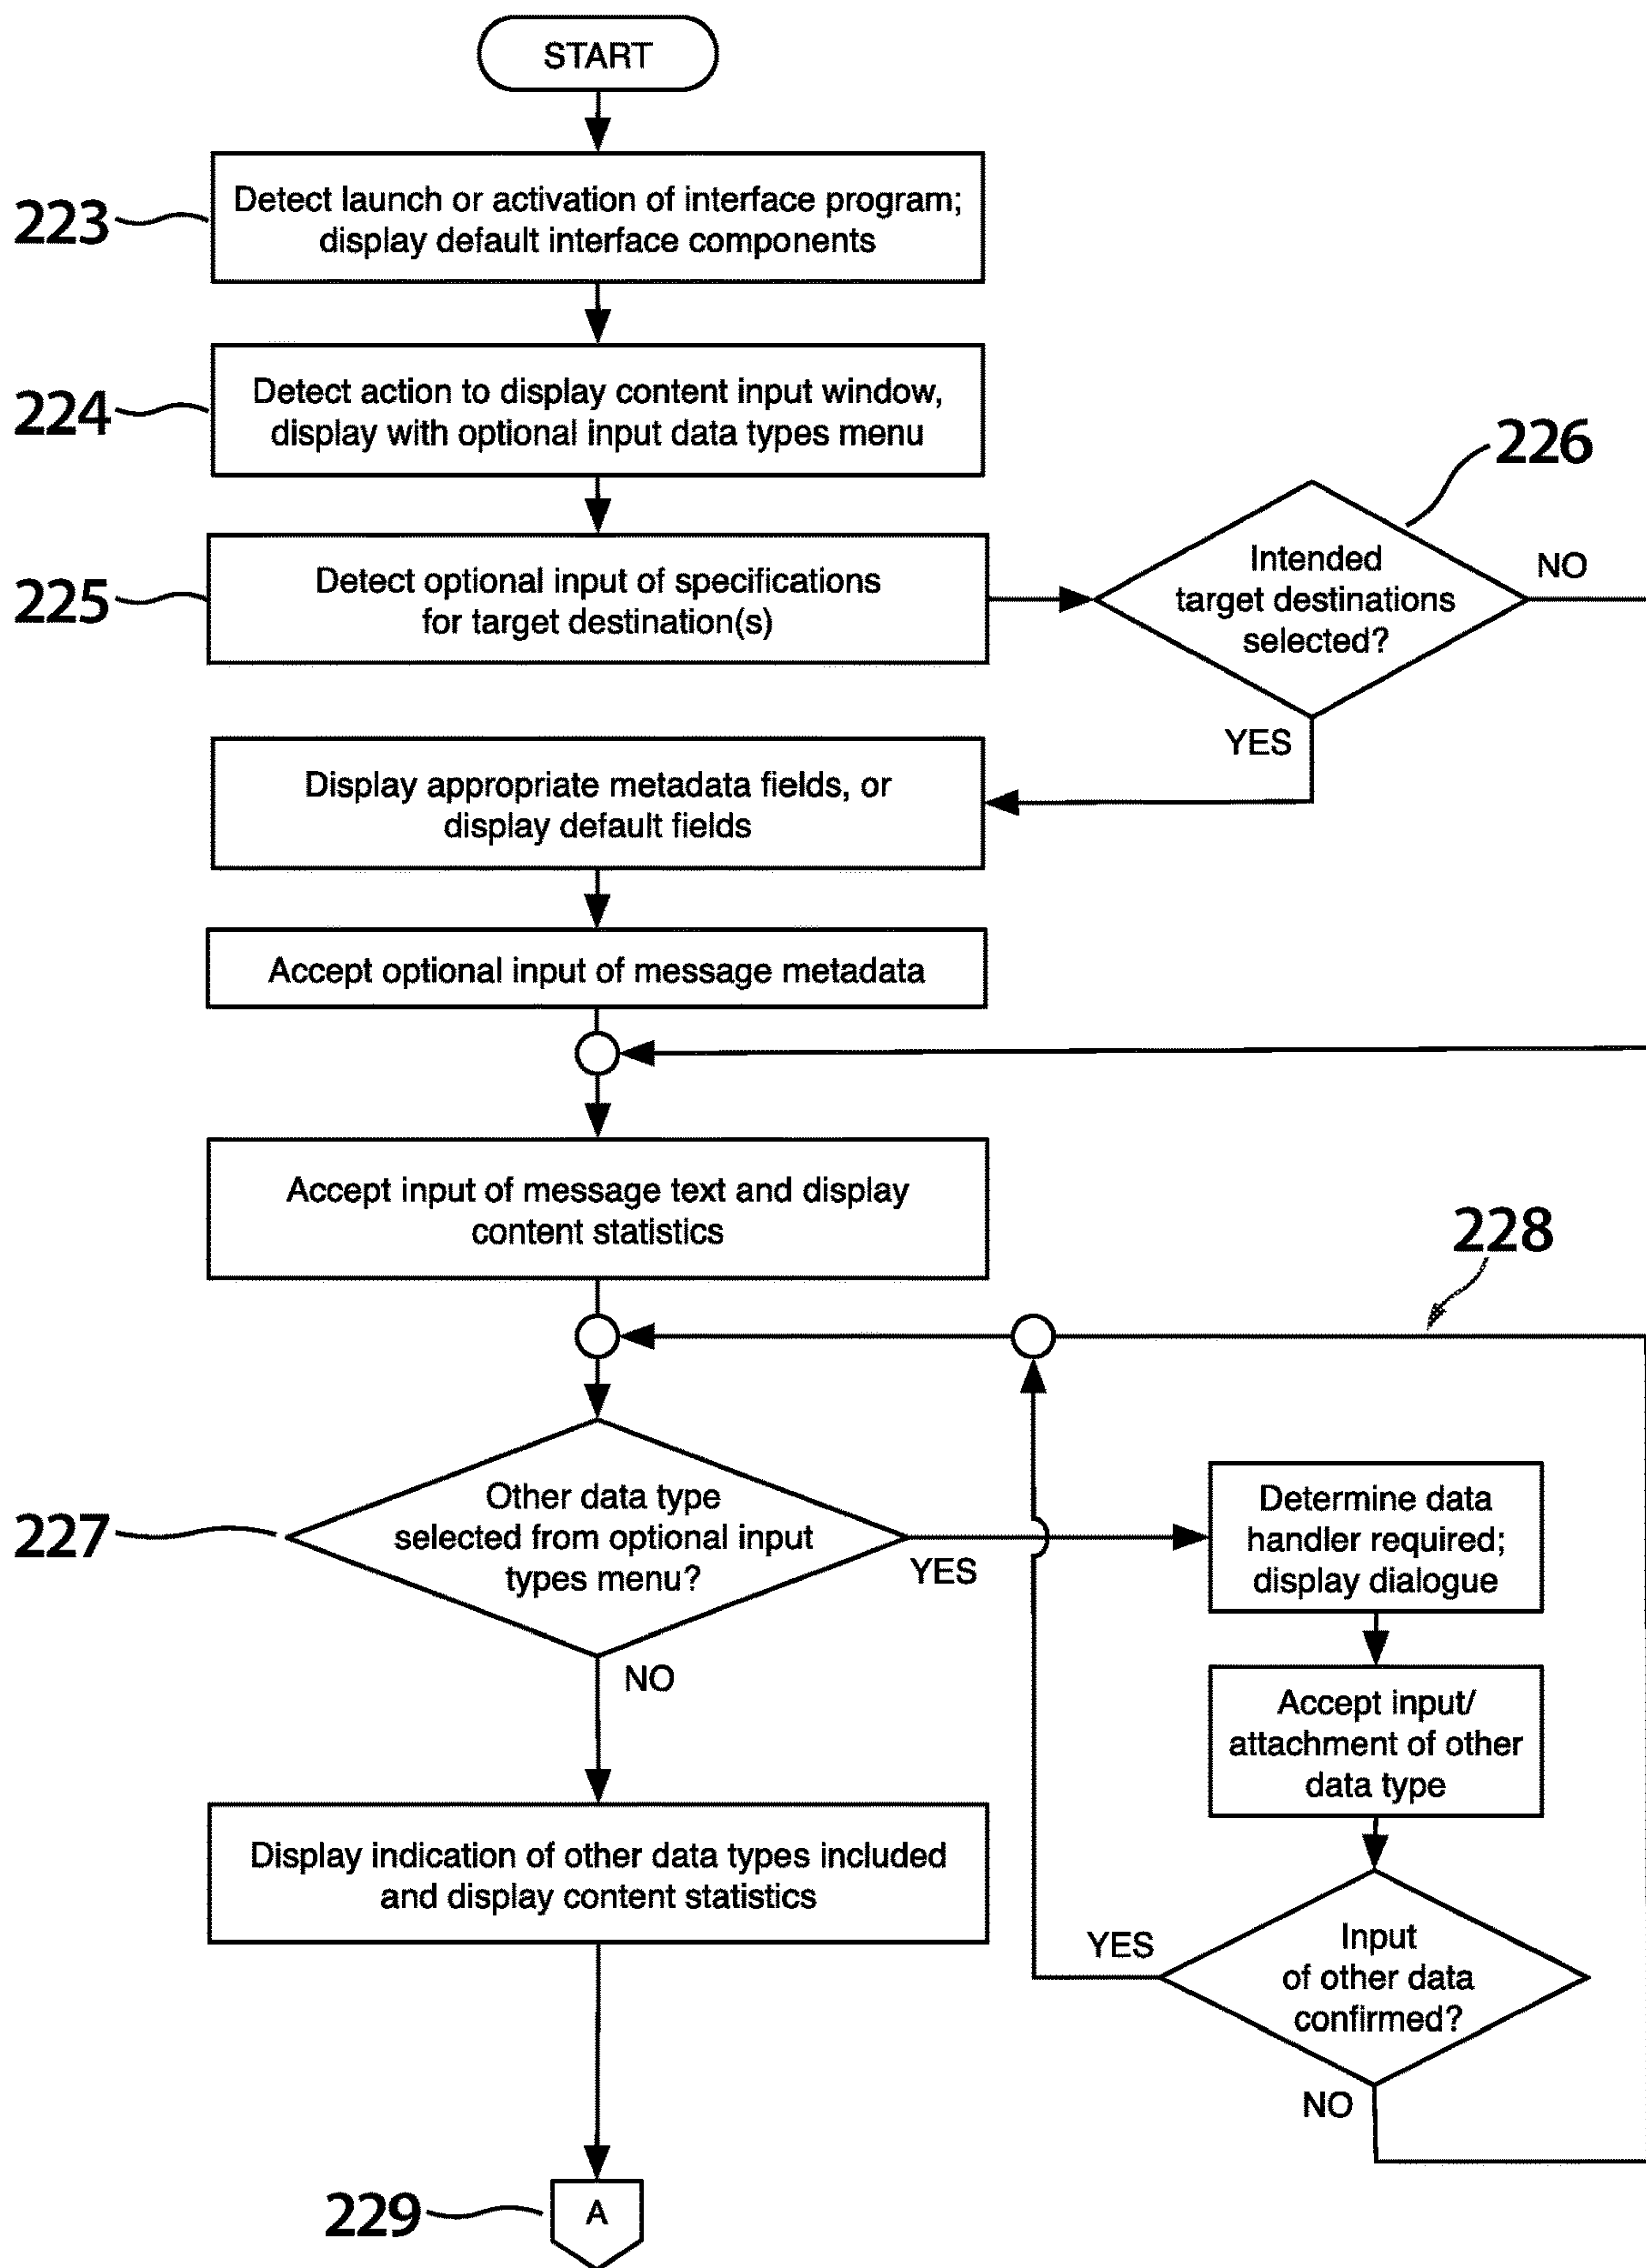 START
223
Detect launch or activation of interface program;
display default interface components
224
Detect action to display content input window,
display with optional input data types menu
226
225
Detect optional input of specifications
for target destination(s)
Intended
target destinations
selected?
NO
YES
Display appropriate metadata fields, or
display default fields
Accept optional input of message metadata
Accept input of message text and display
content statistics
228
227
Other data type
selected from optional input
types menu?
YES
NO
Determine data
handler required;
display dialogue
Accept input/
attachment of other
data type
Display indication of other data types included
and display content statistics
YES
Input
of other data
confirmed?
NO
229
A